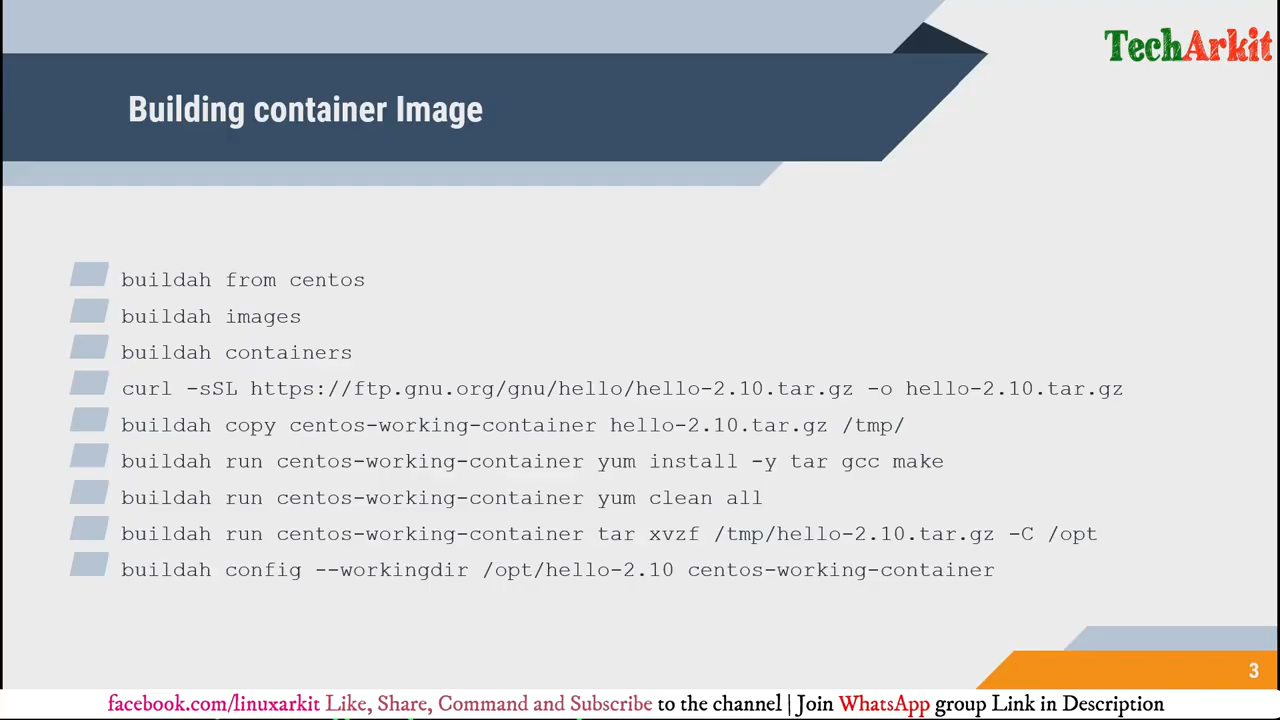 TechArkit
Building container Image
buildah from centos
buildah images
buildah containers
curl -sSL https://ftp.gnu.org/gnu/hello/hello-2.10.tar.gz -o hello-2.10.tar.gz
buildah copy centos-working-container hello-2.10.tar.gz /tmp/
buildah run centos-working-container yum install -y tar gcc make
buildah run centos-working-container yum clean all
buildah run centos-working-container tar xvzf /tmp/hello-2.10.tar.gz -C /opt
buildah config --workingdir /opt/hello-2.10 centos-working-container
3
facebook.com/linuxarkit Like, Share, Command and Subscribe to the channel | Join WhatsApp group Link in Description